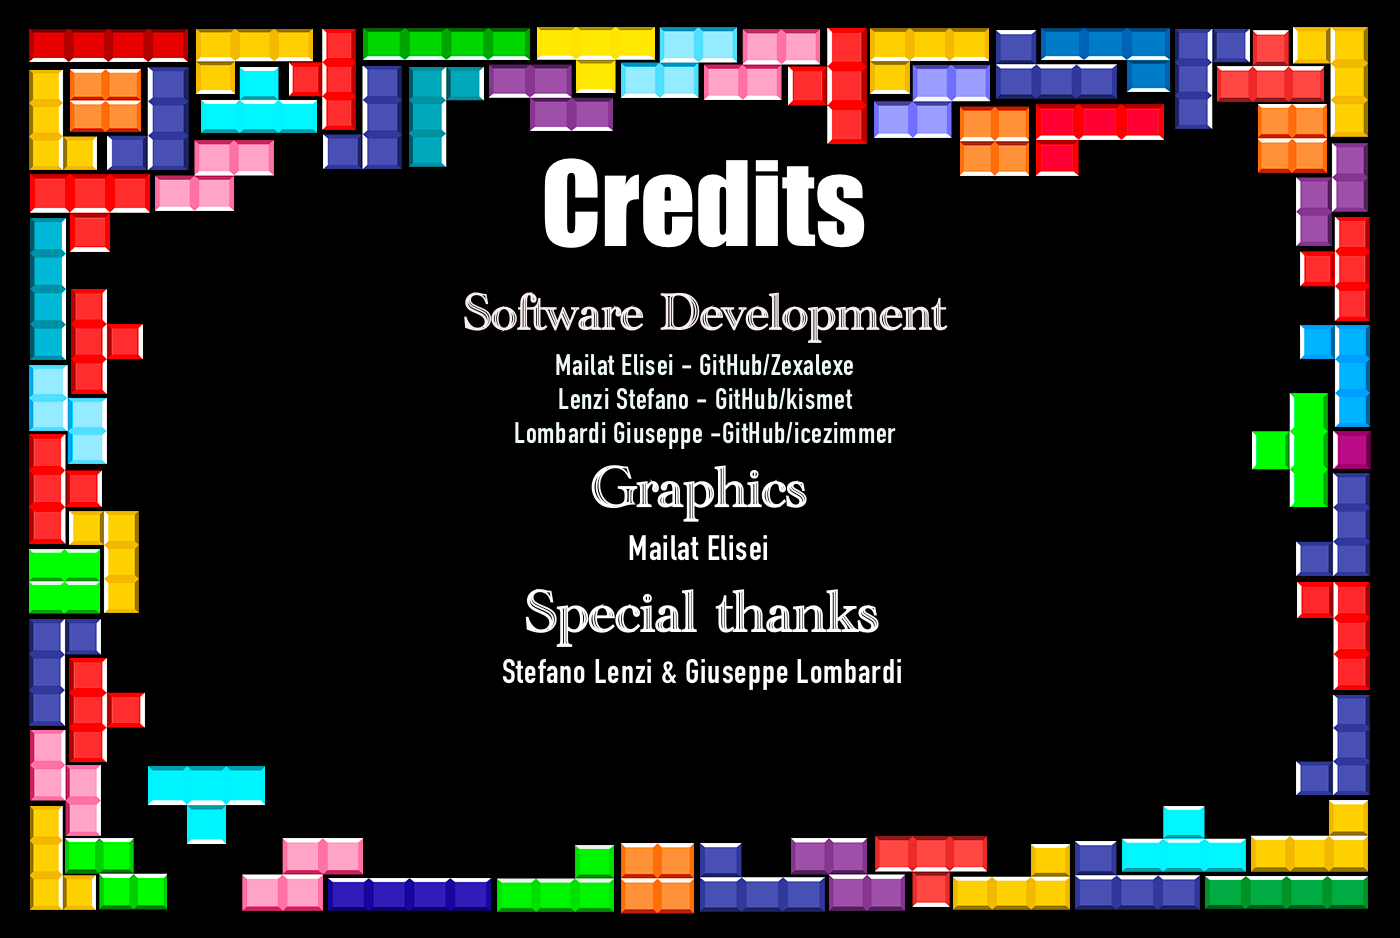 Credits
Software Development
Mailat Elisei - GitHub/Zexalexe
Lenzi Stefano - GitHub/kismet
Lombardi Giuseppe -GitHub/icezimmer
Graphics
Mailat Elisei
Special thanks
Stefano Lenzi & Giuseppe Lombardi